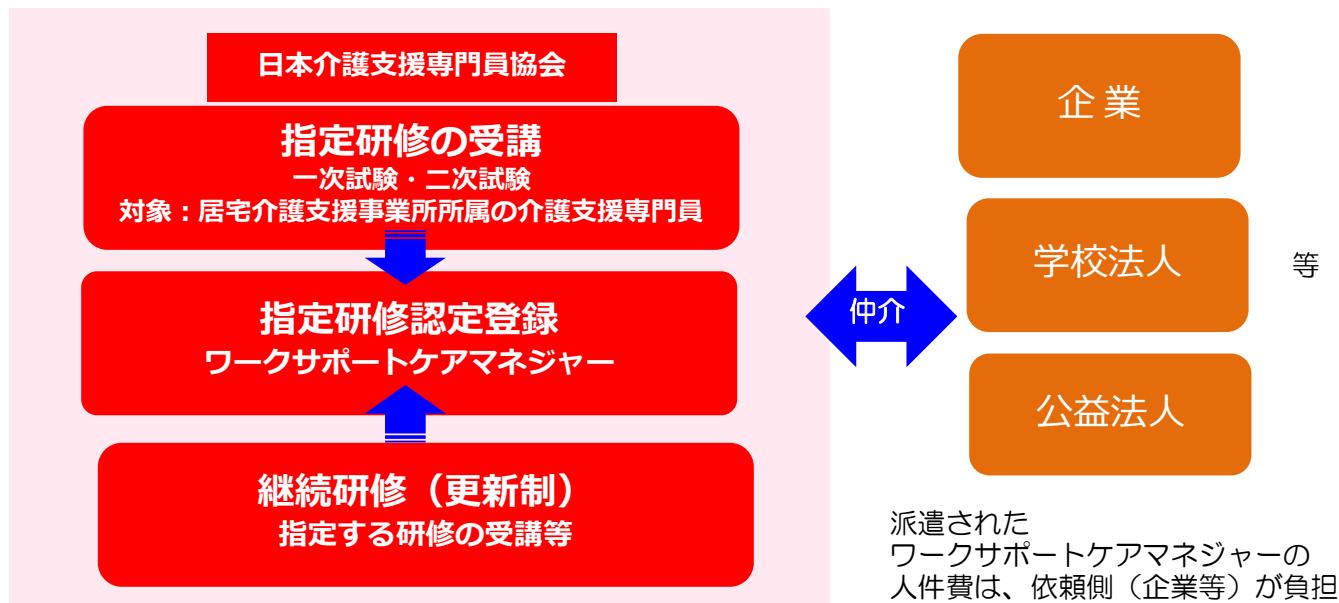 日本介護支援専門員協会
指定研修の受講
一次試験・二次試験
対象：居宅介護支援事業所所属の介護支援専門員
指定研修認定登録
ワークサポートケアマネジャー
継続研修（更新制）
指定する研修の受講等
仲介
企 業
学校法人
等
公益法人
派遣された
ワークサポートケアマネジャーの
人件費は、依頼側（企業等）が負担